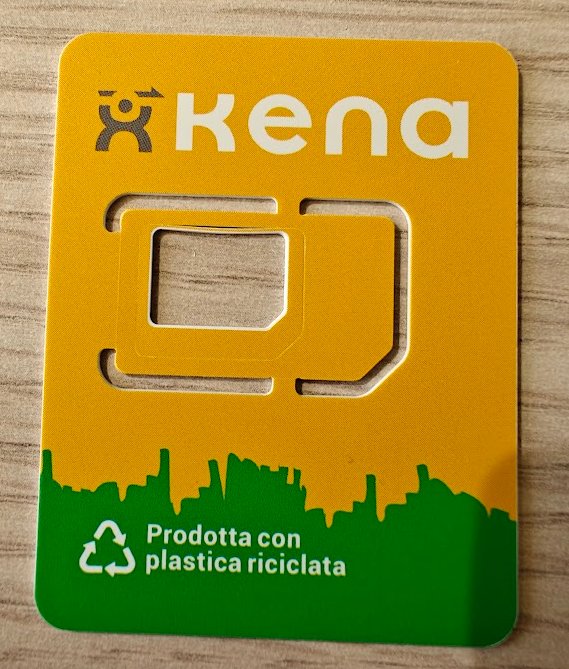 kena
Prodotta con
plastica riciclata